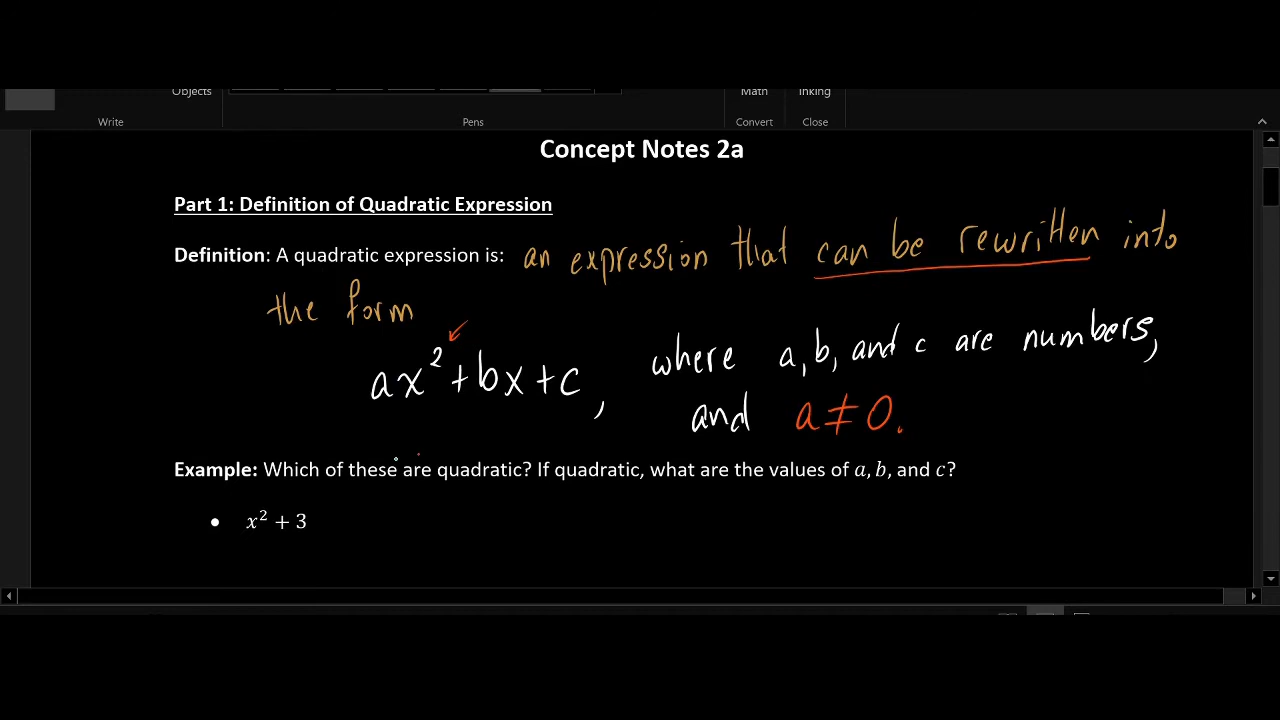 Objects Math Inking
Write Pens Convert Close
Concept Notes 2a
Part 1: Definition of Quadratic Expression
Definition: A quadratic expression is: an expression that can be rewritten into
the form
ax²+bx+c, where a, b, and c are numbers,
and a≠0.
Example: Which of these are quadratic? If quadratic, what are the values of a, b, and c?
• x² + 3